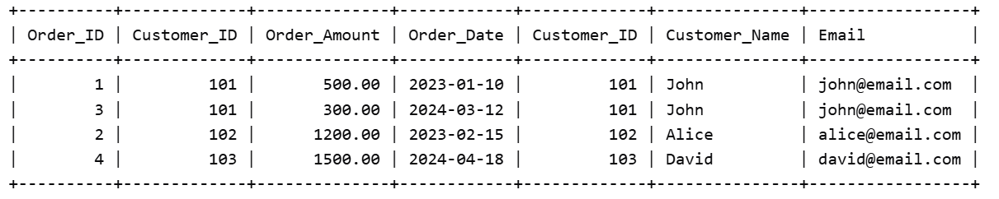 +----------+-------------+--------------+------------+-------------+---------------+-----------------+
| Order_ID | Customer_ID | Order_Amount | Order_Date | Customer_ID | Customer_Name | Email           |
+----------+-------------+--------------+------------+-------------+---------------+-----------------+
|        1 |         101 |       500.00 | 2023-01-10 |         101 | John          | john@email.com  |
|        3 |         101 |       300.00 | 2024-03-12 |         101 | John          | john@email.com  |
|        2 |         102 |      1200.00 | 2023-02-15 |         102 | Alice         | alice@email.com |
|        4 |         103 |      1500.00 | 2024-04-18 |         103 | David         | david@email.com |
+----------+-------------+--------------+------------+-------------+---------------+-----------------+